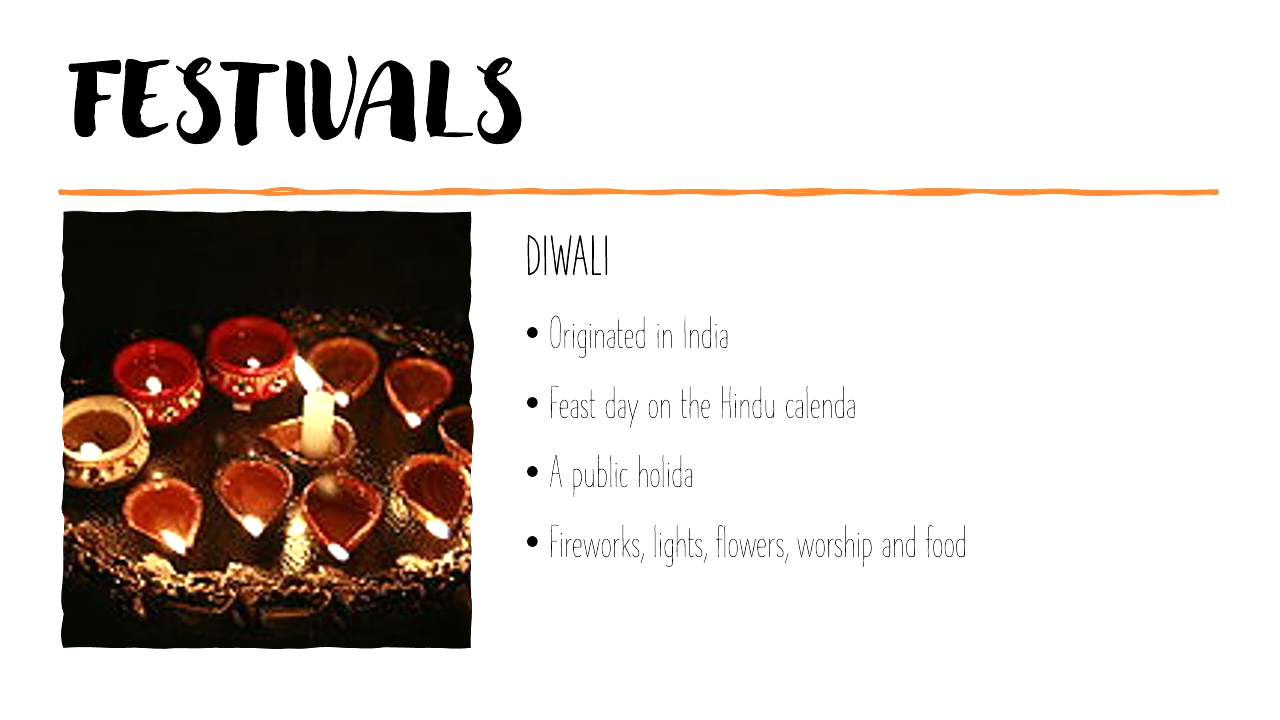 FESTIVALS
DIWALI
• Originated in India
• Feast day on the Hindu calenda
• A public holida
• Fireworks, lights, flowers, worship and food